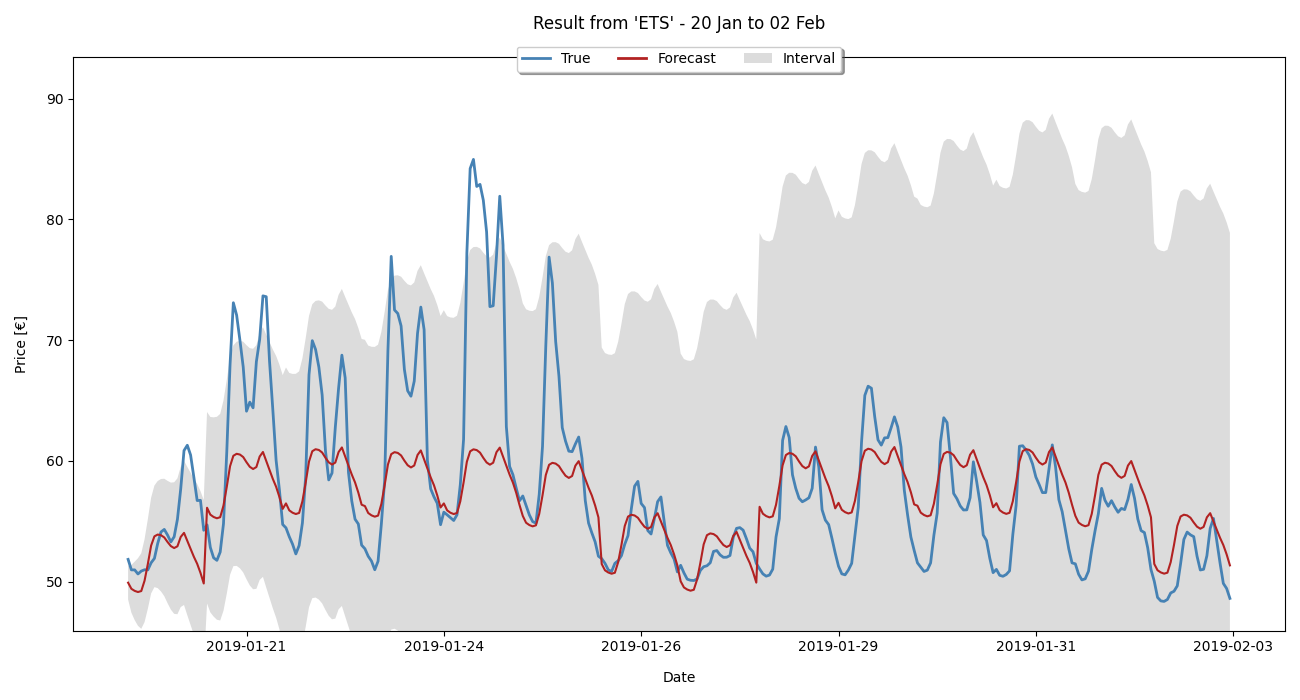 Result from 'ETS' - 20 Jan to 02 Feb
True Forecast Interval
90
80
70
60
50
Price [€]
2019-01-21 2019-01-24 2019-01-26 2019-01-29 2019-01-31 2019-02-03
Date